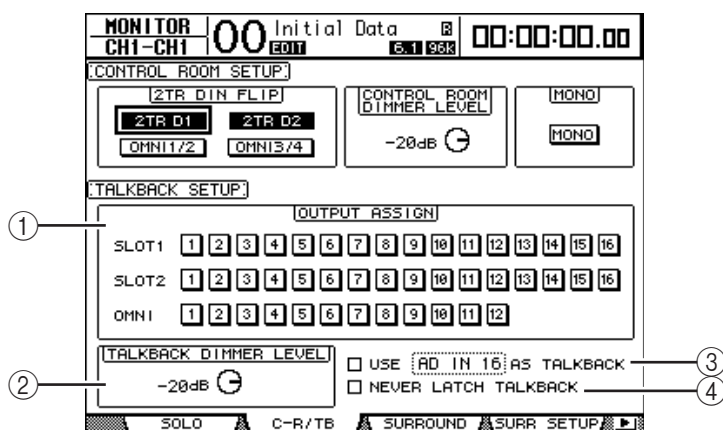 MONITOR
CH1-CH1
00
Initial Data
R
EDIT
6.1 96K
00:00:00.00
CONTROL ROOM SETUP
2TR DIN FLIP
2TR D1 2TR D2
OMNI1/2 OMNI3/4
CONTROL ROOM
DIMMER LEVEL
-20dB
MONO
MONO
TALKBACK SETUP
1
OUTPUT ASSIGN
SLOT1 1 2 3 4 5 6 7 8 9 10 11 12 13 14 15 16
SLOT2 1 2 3 4 5 6 7 8 9 10 11 12 13 14 15 16
OMNI 1 2 3 4 5 6 7 8 9 10 11 12
2
TALKBACK DIMMER LEVEL
-20dB
USE AD IN 16 AS TALKBACK
3
NEVER LATCH TALKBACK
4
SOLO C-R/TB SURROUND SURR SETUP